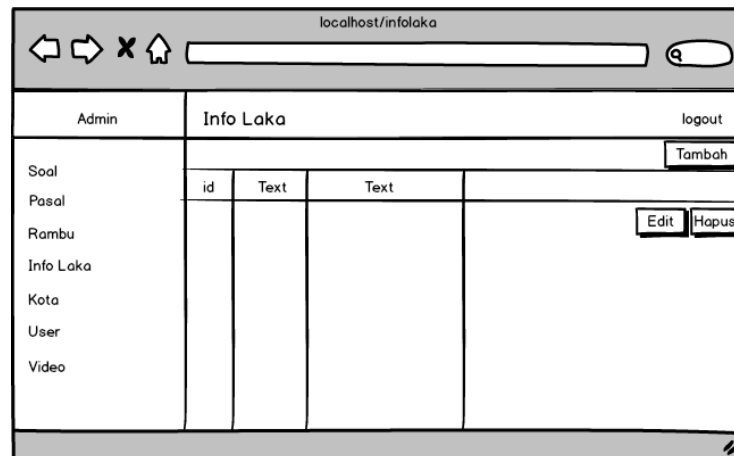 localhost/infolaka
Admin
Info Laka
logout
Tambah
Soal
Pasal
Rambu
Info Laka
Kota
User
Video
id Text Text
Edit Hapus